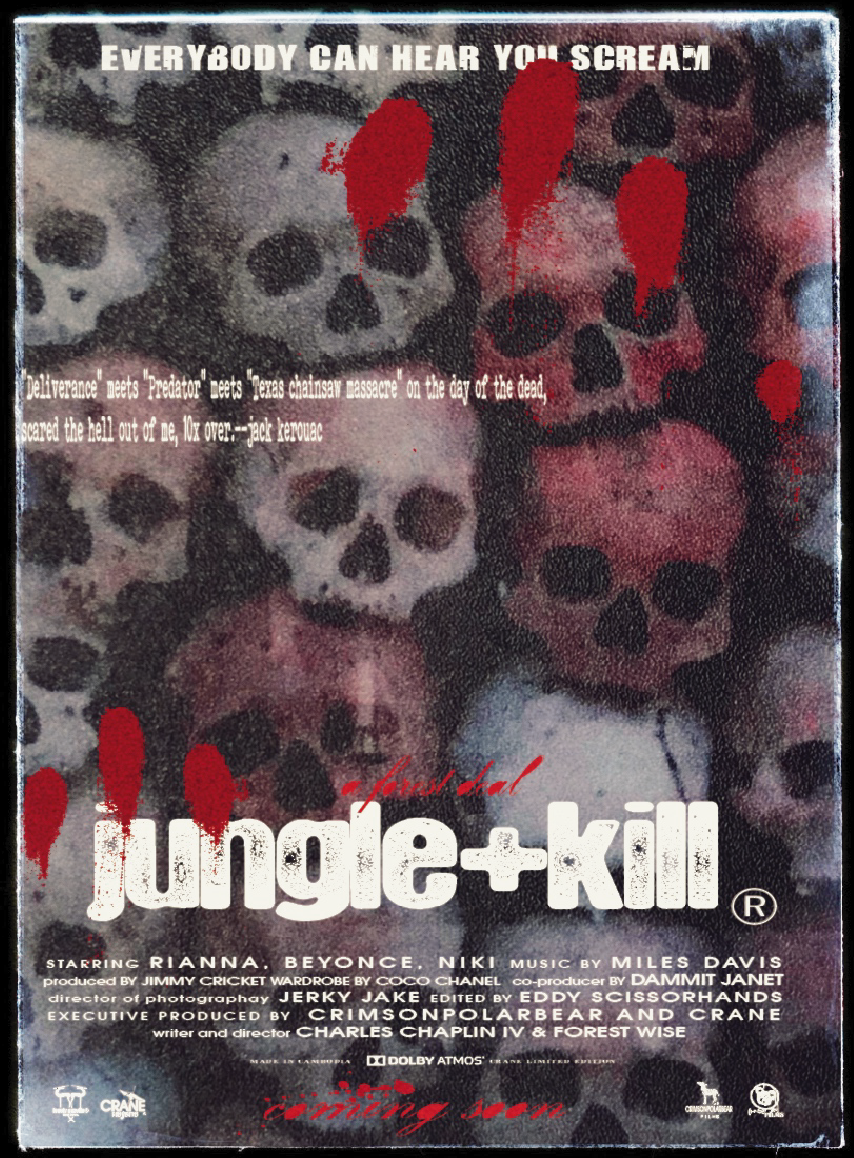 EVERYBODY CAN HEAR YOU SCREAM
"Deliverance" meets "Predator" meets "Texas chainsaw massacre" on the day of the dead,
scared the hell out of me, 10x over.--jack kerouac
a forest dial
jungle+kill ®
STARRING RIANNA, BEYONCE, NIKI MUSIC BY MILES DAVIS
produced BY JIMMY CRICKET WARDROBE BY COCO CHANEL co-producer BY DAMMIT JANET
director of photographay JERKY JAKE EDITED BY EDDY SCISSORHANDS
EXECUTIVE PRODUCED BY CRIMSONPOLARBEAR AND CRANE
writer and director CHARLES CHAPLIN IV & FOREST WISE
MADE IN CAMBODIA DOLBY ATMOS CRANE LIMITED EDITION
coming soon
CRANE
CRIMSONPOLARBEAR
FILMS